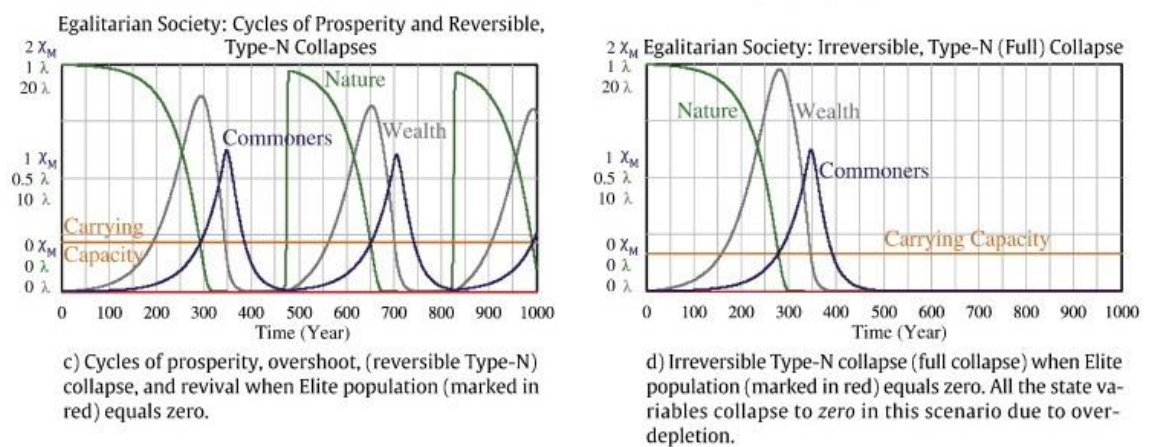 Egalitarian Society: Cycles of Prosperity and Reversible,
Type-N Collapses
2 χM
1 λ
20 λ
1 χM
0.5 λ
10 λ
0 χM
0 λ
0 λ
Nature
Commoners
Wealth
Carrying
Capacity
0 100 200 300 400 500 600 700 800 900 1000
Time (Year)
c) Cycles of prosperity, overshoot, (reversible Type-N)
collapse, and revival when Elite population (marked in
red) equals zero.
Egalitarian Society: Irreversible, Type-N (Full) Collapse
2 χM
1 λ
20 λ
1 χM
0.5 λ
10 λ
0 χM
0 λ
0 λ
Nature
Wealth
Commoners
Carrying Capacity
0 100 200 300 400 500 600 700 800 900 1000
Time (Year)
d) Irreversible Type-N collapse (full collapse) when Elite
population (marked in red) equals zero. All the state va-
riables collapse to zero in this scenario due to over-
depletion.